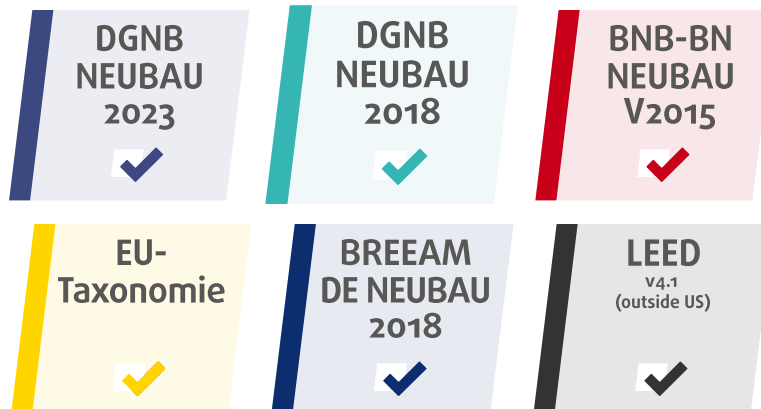 DGNB
NEUBAU
2023
DGNB
NEUBAU
2018
BNB-BN
NEUBAU
V2015
EU-
Taxonomie
BREEAM
DE NEUBAU
2018
LEED
v4.1
(outside US)